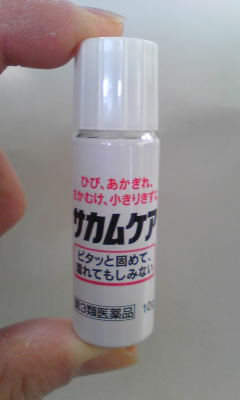 ひび、あかぎれ、
さかむけ、小きりきずに
サカムケア
ピタッと固めて、
濡れてもしみない
第3類医薬品 10g